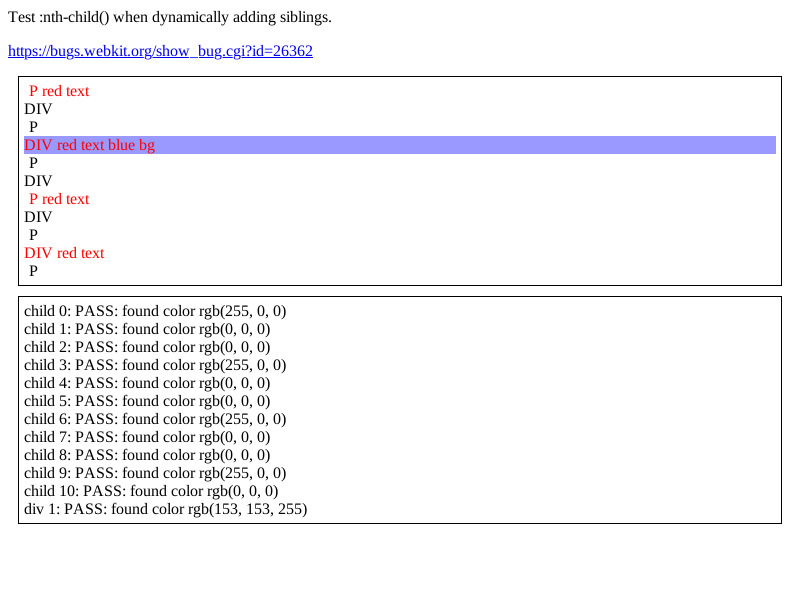 Test :nth-child() when dynamically adding siblings.
https://bugs.webkit.org/show_bug.cgi?id=26362
P red text
DIV
P
DIV red text blue bg
P
DIV
P red text
DIV
P
DIV red text
P
child 0: PASS: found color rgb(255, 0, 0)
child 1: PASS: found color rgb(0, 0, 0)
child 2: PASS: found color rgb(0, 0, 0)
child 3: PASS: found color rgb(255, 0, 0)
child 4: PASS: found color rgb(0, 0, 0)
child 5: PASS: found color rgb(0, 0, 0)
child 6: PASS: found color rgb(255, 0, 0)
child 7: PASS: found color rgb(0, 0, 0)
child 8: PASS: found color rgb(0, 0, 0)
child 9: PASS: found color rgb(255, 0, 0)
child 10: PASS: found color rgb(0, 0, 0)
div 1: PASS: found color rgb(153, 153, 255)